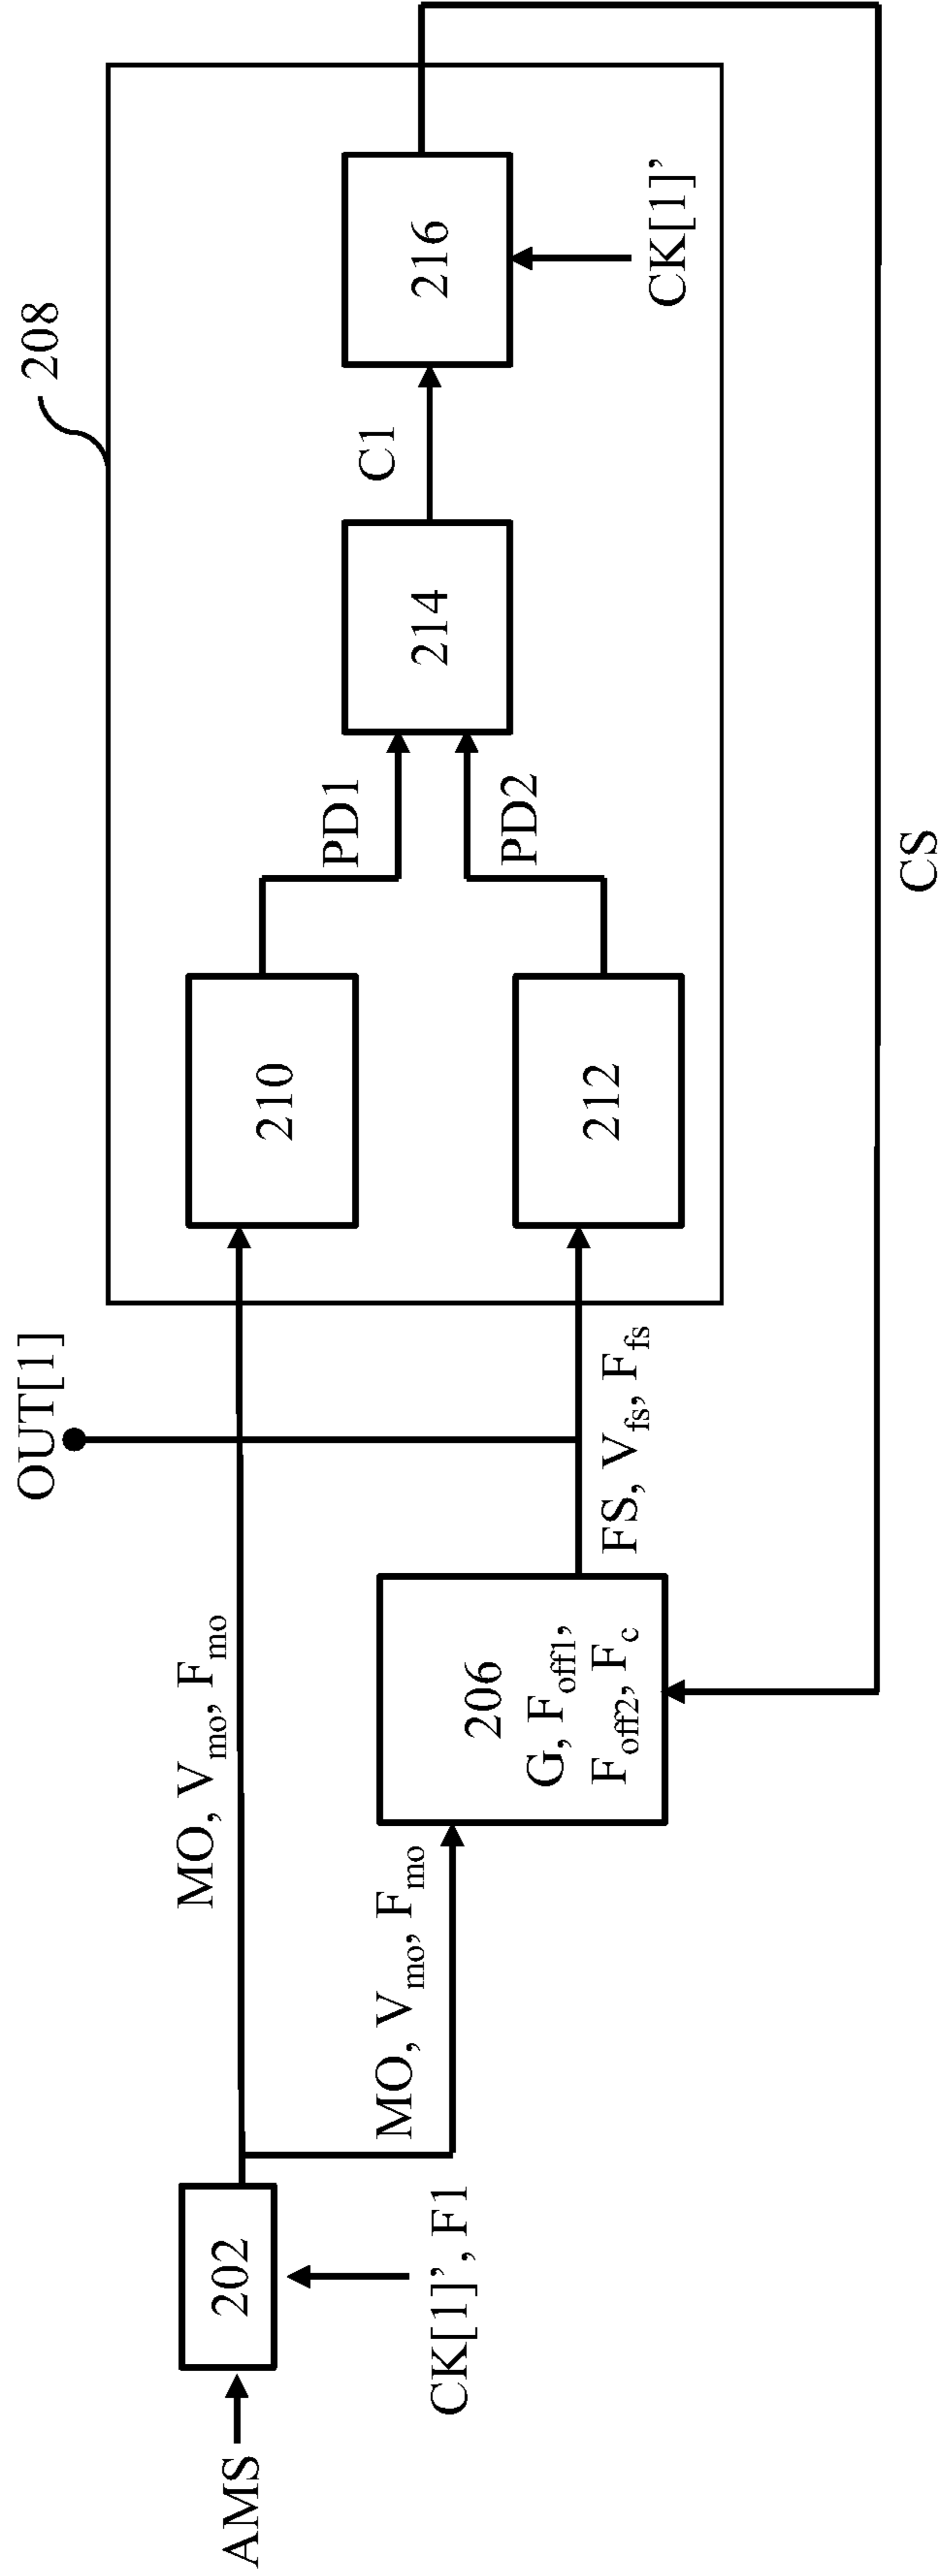 208
OUT[1]
MO, Vmo, Fmo
210
PD1
C1
214
216
CK[1]’
AMS
202
CK[1]’, F1
MO, Vmo, Fmo
206
G, Foff1,
Foff2, Fc
FS, Vfs, Ffs
212
PD2
CS